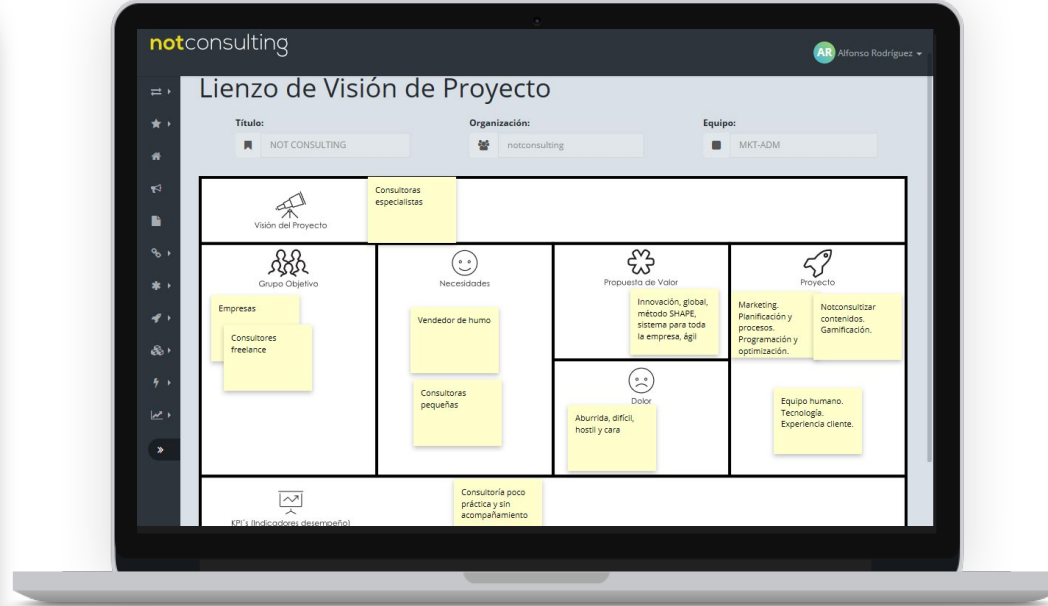 notconsulting
AR Alfonso Rodríguez
Lienzo de Visión de Proyecto
Título:
NOT CONSULTING
Organización:
notconsulting
Equipo:
MKT-ADM
Visión del Proyecto
Consultoras
especialistas
Grupo Objetivo
Empresas
Consultores
freelance
Necesidades
Vendedor de humo
Consultoras
pequeñas
Propuesta de Valor
Innovación, global,
método SHAPE,
sistema para toda
la empresa, ágil
Dolor
Aburrida, difícil,
hostil y cara
Proyecto
Marketing.
Planificación y
procesos.
Programación y
optimización.
Notconsultizar
contenidos.
Gamificación.
Equipo humano.
Tecnología.
Experiencia cliente.
KPI´s (Indicadores desempeño)
Consultoría poco
práctica y sin
acompañamiento